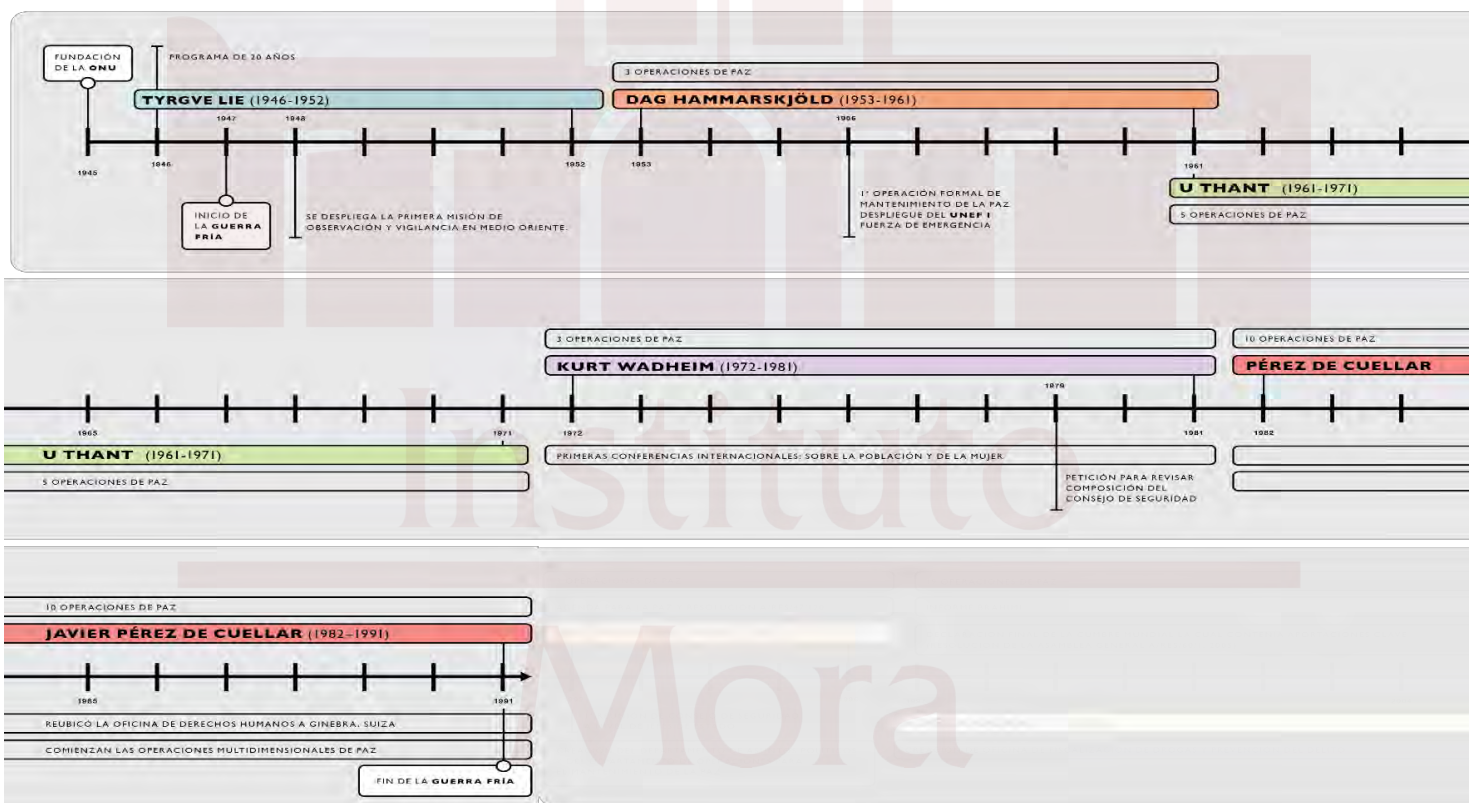 FUNDACIÓN
DE LA ONU
PROGRAMA DE 20 AÑOS
3 OPERACIONES DE PAZ
TYRGVE LIE (1946-1952)
DAG HAMMARSKJÖLD (1953-1961)
1947
1948
1945
1946
1952
1953
1961
U THANT (1961-1971)
5 OPERACIONES DE PAZ
INICIO DE
LA GUERRA
FRÍA
SE DESPLIEGA LA PRIMERA MISIÓN DE
OBSERVACIÓN Y VIGILANCIA EN MEDIO ORIENTE.
1° OPERACIÓN FORMAL DE
MANTENIMIENTO DE LA PAZ
DESPLIEGUE DEL UNEF I
FUERZA DE EMERGENCIA
3 OPERACIONES DE PAZ
10 OPERACIONES DE PAZ
KURT WADHEIM (1972-1981)
PÉREZ DE CUELLAR
1979
1965
1971
1972
1981
1982
U THANT (1961-1971)
5 OPERACIONES DE PAZ
PRIMERAS CONFERENCIAS INTERNACIONALES: SOBRE LA POBLACIÓN Y DE LA MUJER
PETICIÓN PARA REVISAR
COMPOSICIÓN DEL
CONSEJO DE SEGURIDAD
10 OPERACIONES DE PAZ
JAVIER PÉREZ DE CUELLAR (1982-1991)
1985
1991
REUBICÓ LA OFICINA DE DERECHOS HUMANOS A GINEBRA, SUIZA
COMIENZAN LAS OPERACIONES MULTIDIMENSIONALES DE PAZ
FIN DE LA GUERRA FRÍA
Instituto
Mora